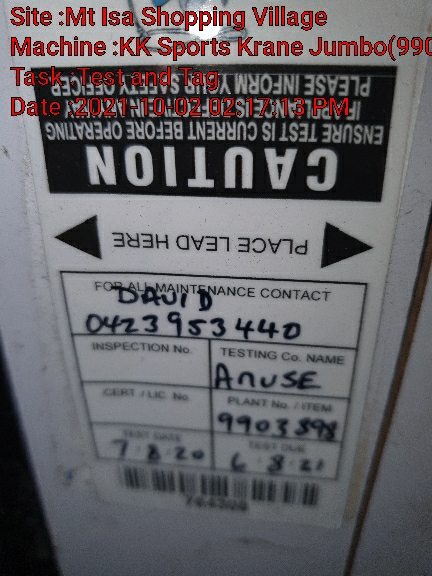 Site :Mt Isa Shopping Village
Machine :KK Sports Krane Jumbo(990
Task :Test and Tag
Date :2021-10-02 02:17:13 PM
PLEASE INFORM YOUR SAFETY OFFICER
ENSURE TEST IS CURRENT BEFORE OPERATING
CAUTION
PLACE LEAD HERE
FOR ALL MAINTENANCE CONTACT
DAVID
0423953440
INSPECTION No.
TESTING Co. NAME
AMUSE
CERT / LIC No.
PLANT No. / ITEM
9903898
TEST DATE
TEST DUE
7.8.20
6.8.21